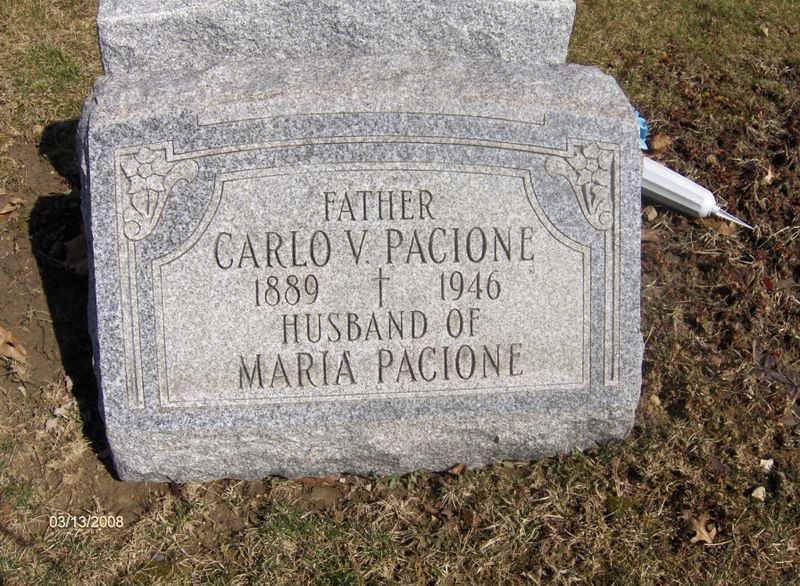 FATHER
CARLO V. PACIONE
1889 † 1946
HUSBAND OF
MARIA PACIONE
03/13/2008